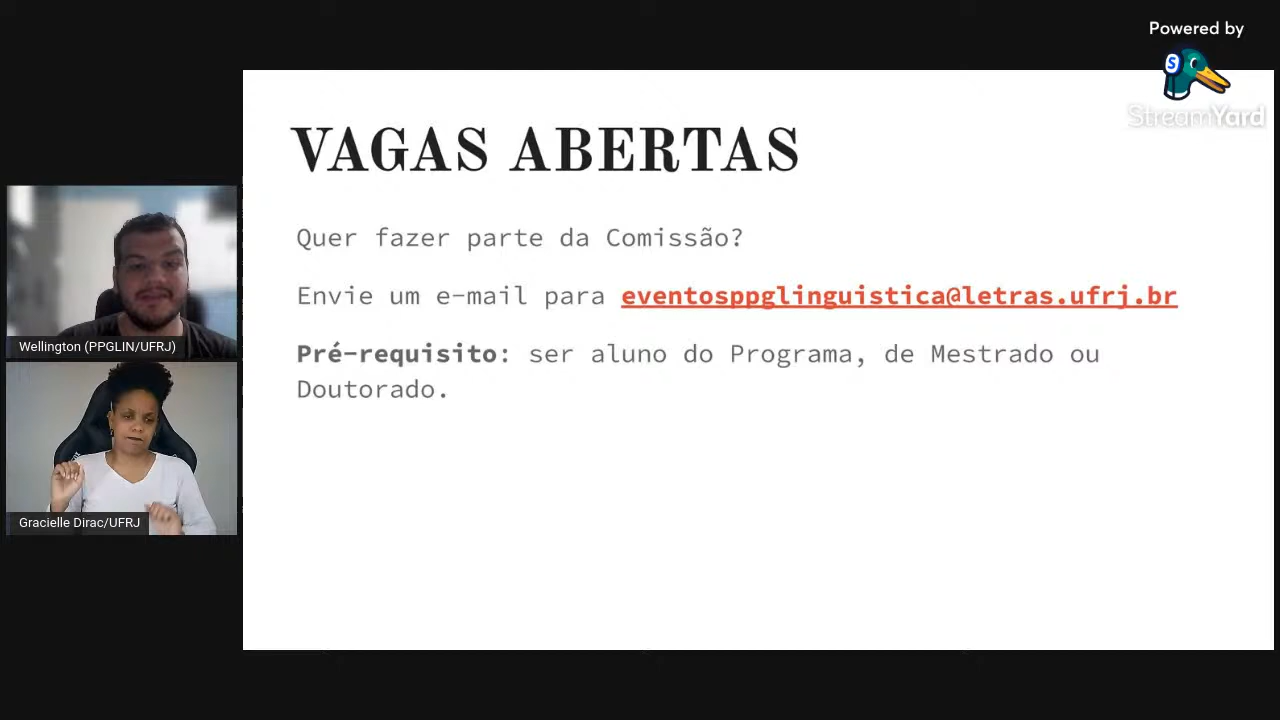 Powered by
StreamYard
VAGAS ABERTAS
Quer fazer parte da Comissão?
Envie um e-mail para eventosppglinguistica@letras.ufrj.br
Pré-requisito: ser aluno do Programa, de Mestrado ou
Doutorado.
Wellington (PPGLIN/UFRJ)
Gracielle Dirac/UFRJ